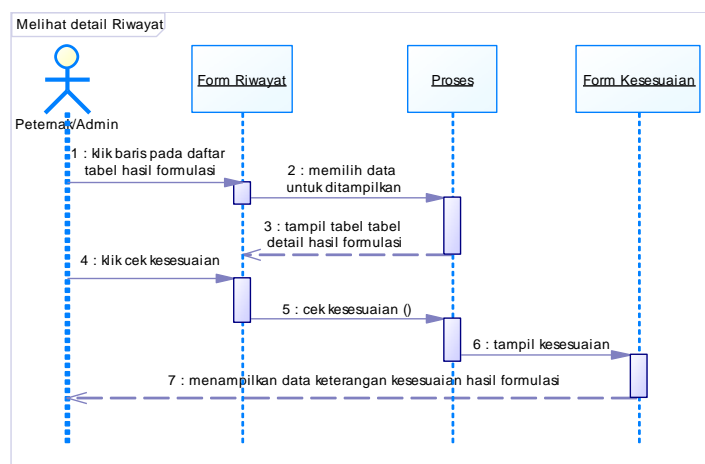 Melihat detail Riwayat
Form Riwayat
Proses
Form Kesesuaian
Peternak/Admin
1 : klik baris pada daftar
tabel hasil formulasi
2 : memilih data
untuk ditampilkan
3 : tampil tabel tabel
detail hasil formulasi
4 : klik cek kesesuaian
5 : cek kesesuaian ()
6 : tampil kesesuaian
7 : menampilkan data keterangan kesesuaian hasil formulasi